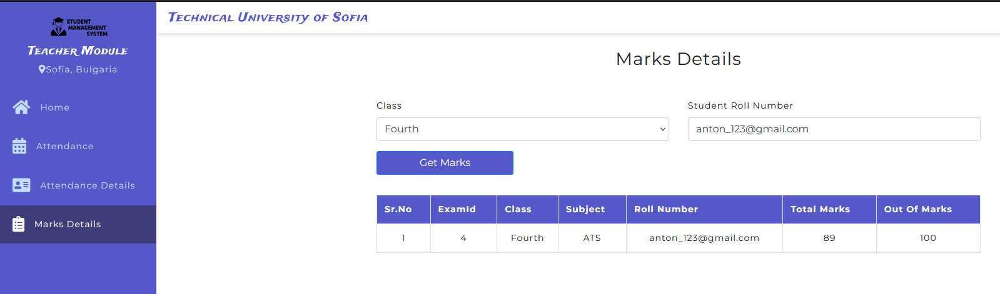 STUDENT
MANAGEMENT
SYSTEM
Teacher Module
Sofia, Bulgaria
Home
Attendance
Attendance Details
Marks Details
Technical University of Sofia
Marks Details
Class Student Roll Number
Fourth anton_123@gmail.com
Get Marks
Sr.No ExamId Class Subject Roll Number Total Marks Out Of Marks
1 4 Fourth ATS anton_123@gmail.com 89 100